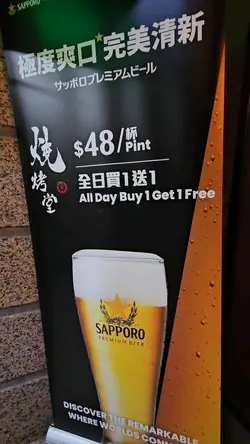 SAPPORO
極度爽口 完美清新
サッポロプレミアムビール
燒烤堂
$48/杯 Pint
全日買1送1
All Day Buy 1 Get 1 Free
SAPPORO
PREMIUM BEER
DISCOVER THE REMARKABLE
WHERE WORLDS CONN